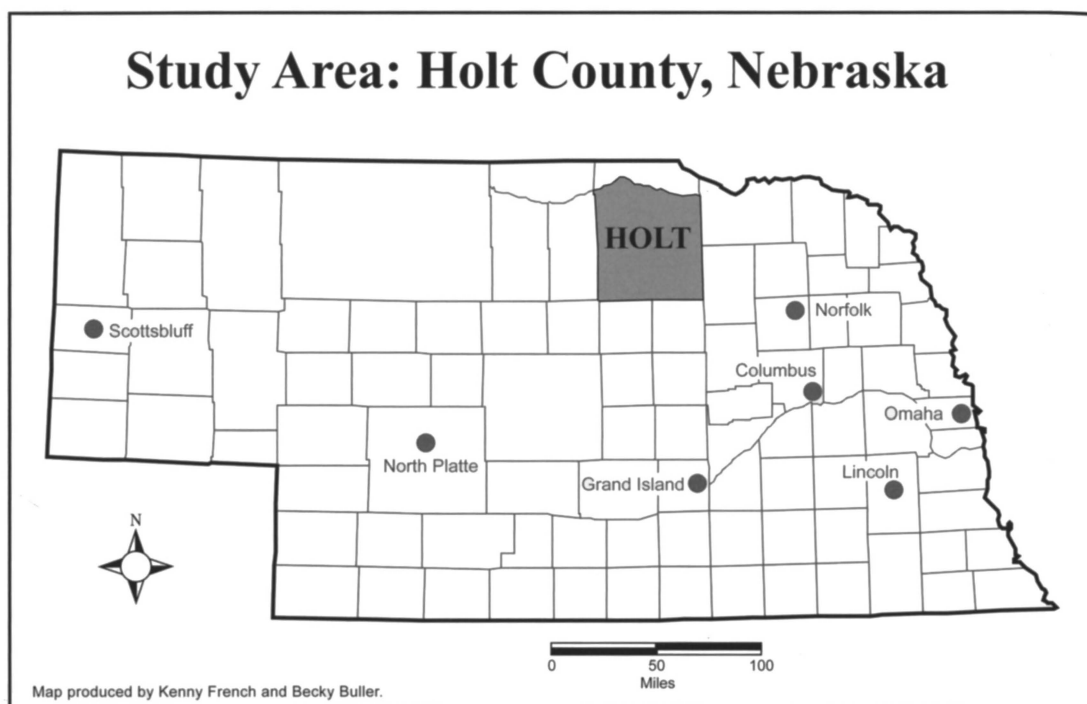 Study Area: Holt County, Nebraska
HOLT
Scottsbluff
Norfolk
Columbus
Omaha
North Platte
Grand Island
Lincoln
N
0 50 100
Miles
Map produced by Kenny French and Becky Buller.